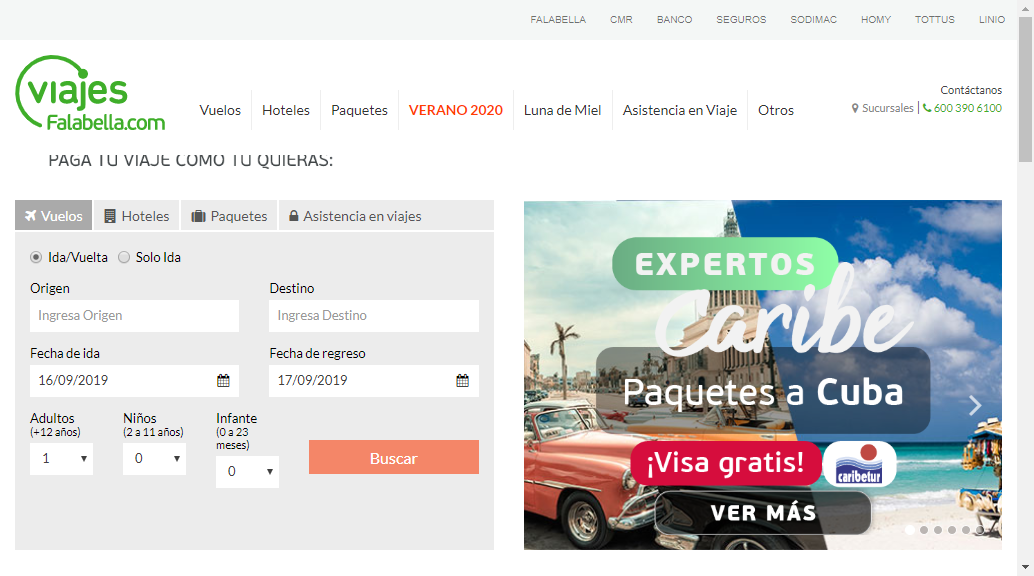 FALABELLA CMR BANCO SEGUROS SODIMAC HOMY TOTTUS LINIO
viajes
Falabella.com
Vuelos Hoteles Paquetes VERANO 2020 Luna de Miel Asistencia en Viaje Otros
Contáctanos
Sucursales | 600 390 6100
PAGA TU VIAJE COMO TU QUIERAS:
Vuelos Hoteles Paquetes Asistencia en viajes
Ida/Vuelta Solo Ida
Origen Destino
Ingresa Origen Ingresa Destino
Fecha de ida Fecha de regreso
16/09/2019 17/09/2019
Adultos Niños Infante
(+12 años) (2 a 11 años) (0 a 23
meses)
1 0 0
Buscar
EXPERTOS
Caribe
Paquetes a Cuba
¡Visa gratis!
caribetur
VER MÁS